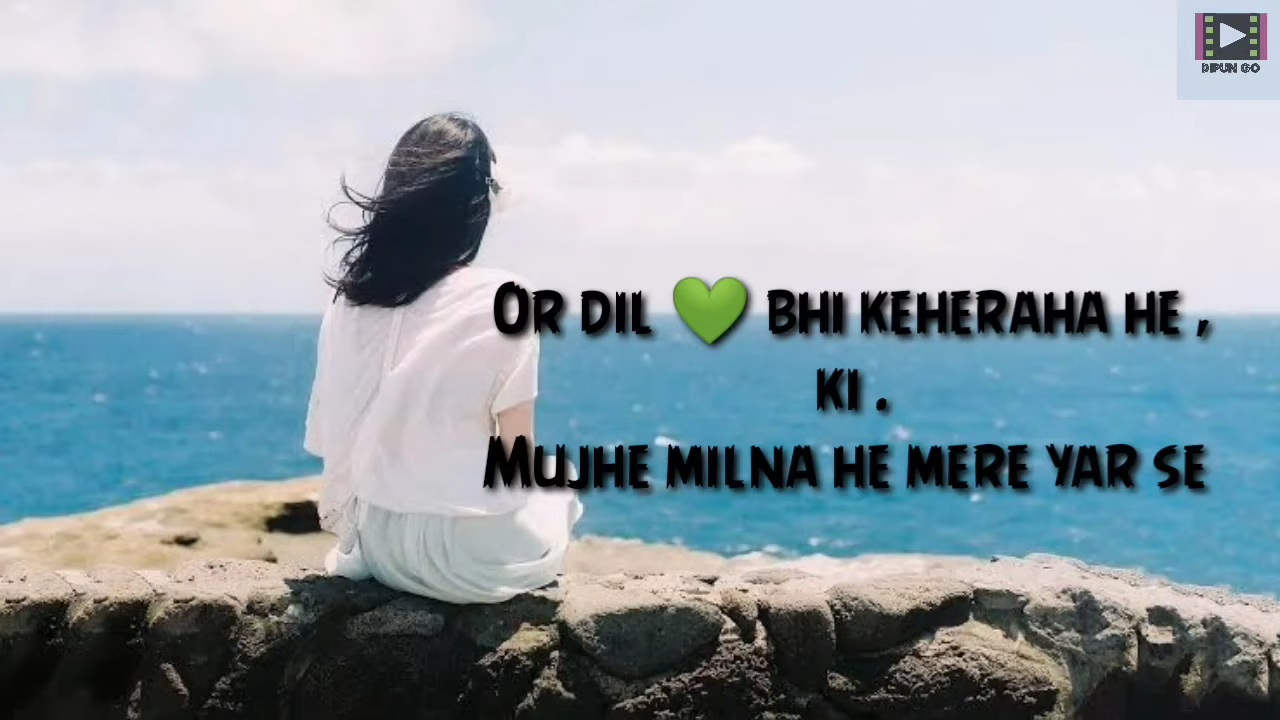 DIPUN GO
OR DIL 💚 BHI KEHERAHA HE ,
KI .
MUJHE MILNA HE MERE YAR SE